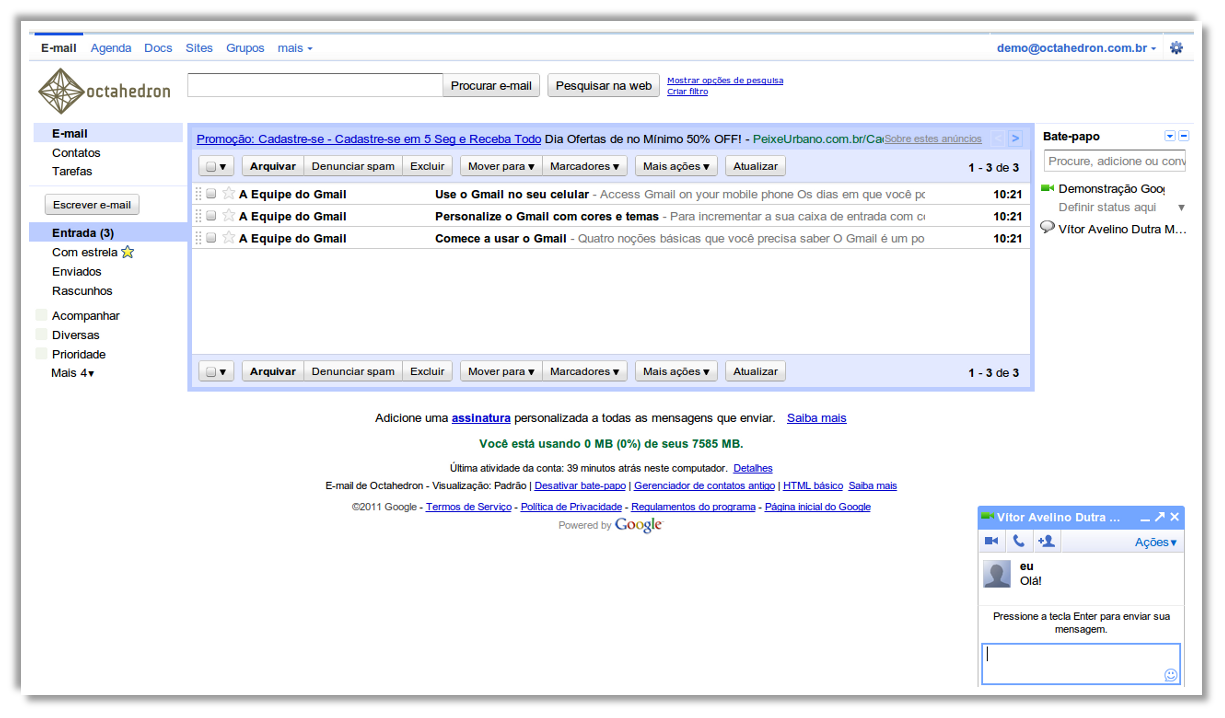 E-mail Agenda Docs Sites Grupos mais demo@octahedron.com.br
octahedron
Procurar e-mail Pesquisar na web
Mostrar opções de pesquisa
Criar filtro
E-mail
Contatos
Tarefas
Escrever e-mail
Entrada (3)
Com estrela
Enviados
Rascunhos
Acompanhar
Diversas
Prioridade
Mais 4▾
Promoção: Cadastre-se - Cadastre-se em 5 Seg e Receba Todo Dia Ofertas de no Mínimo 50% OFF! - PeixeUrbano.com.br/Ca Sobre estes anúncios < >
Arquivar Denunciar spam Excluir Mover para ▾ Marcadores ▾ Mais ações ▾ Atualizar 1 - 3 de 3
A Equipe do Gmail Use o Gmail no seu celular - Access Gmail on your mobile phone Os dias em que você po 10:21
A Equipe do Gmail Personalize o Gmail com cores e temas - Para incrementar a sua caixa de entrada com co 10:21
A Equipe do Gmail Comece a usar o Gmail - Quatro noções básicas que você precisa saber O Gmail é um po 10:21
Arquivar Denunciar spam Excluir Mover para ▾ Marcadores ▾ Mais ações ▾ Atualizar 1 - 3 de 3
Bate-papo
Procure, adicione ou conv
Demonstração Goog
Definir status aqui
Vítor Avelino Dutra M...
Adicione uma assinatura personalizada a todas as mensagens que enviar. Saiba mais
Você está usando 0 MB (0%) de seus 7585 MB.
Última atividade da conta: 39 minutos atrás neste computador. Detalhes
E-mail de Octahedron - Visualização: Padrão | Desativar bate-papo | Gerenciador de contatos antigo | HTML básico Saiba mais
©2011 Google - Termos de Serviço - Política de Privacidade - Regulamentos do programa - Página inicial do Google
Powered by Google
Vítor Avelino Dutra ...
Ações▾
eu
Olá!
Pressione a tecla Enter para enviar sua
mensagem.